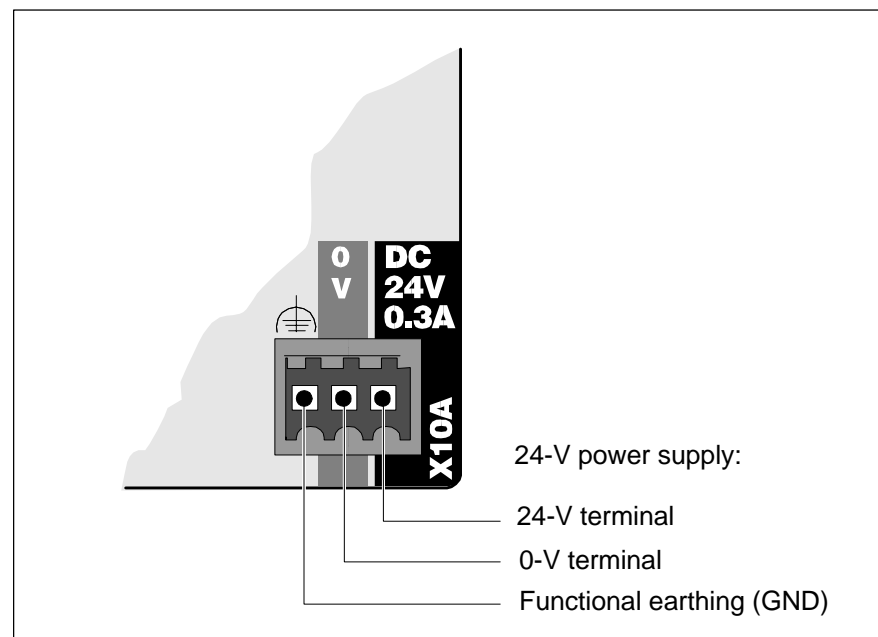 0
V
DC
24V
0.3A
X10A
24-V power supply:
24-V terminal
0-V terminal
Functional earthing (GND)